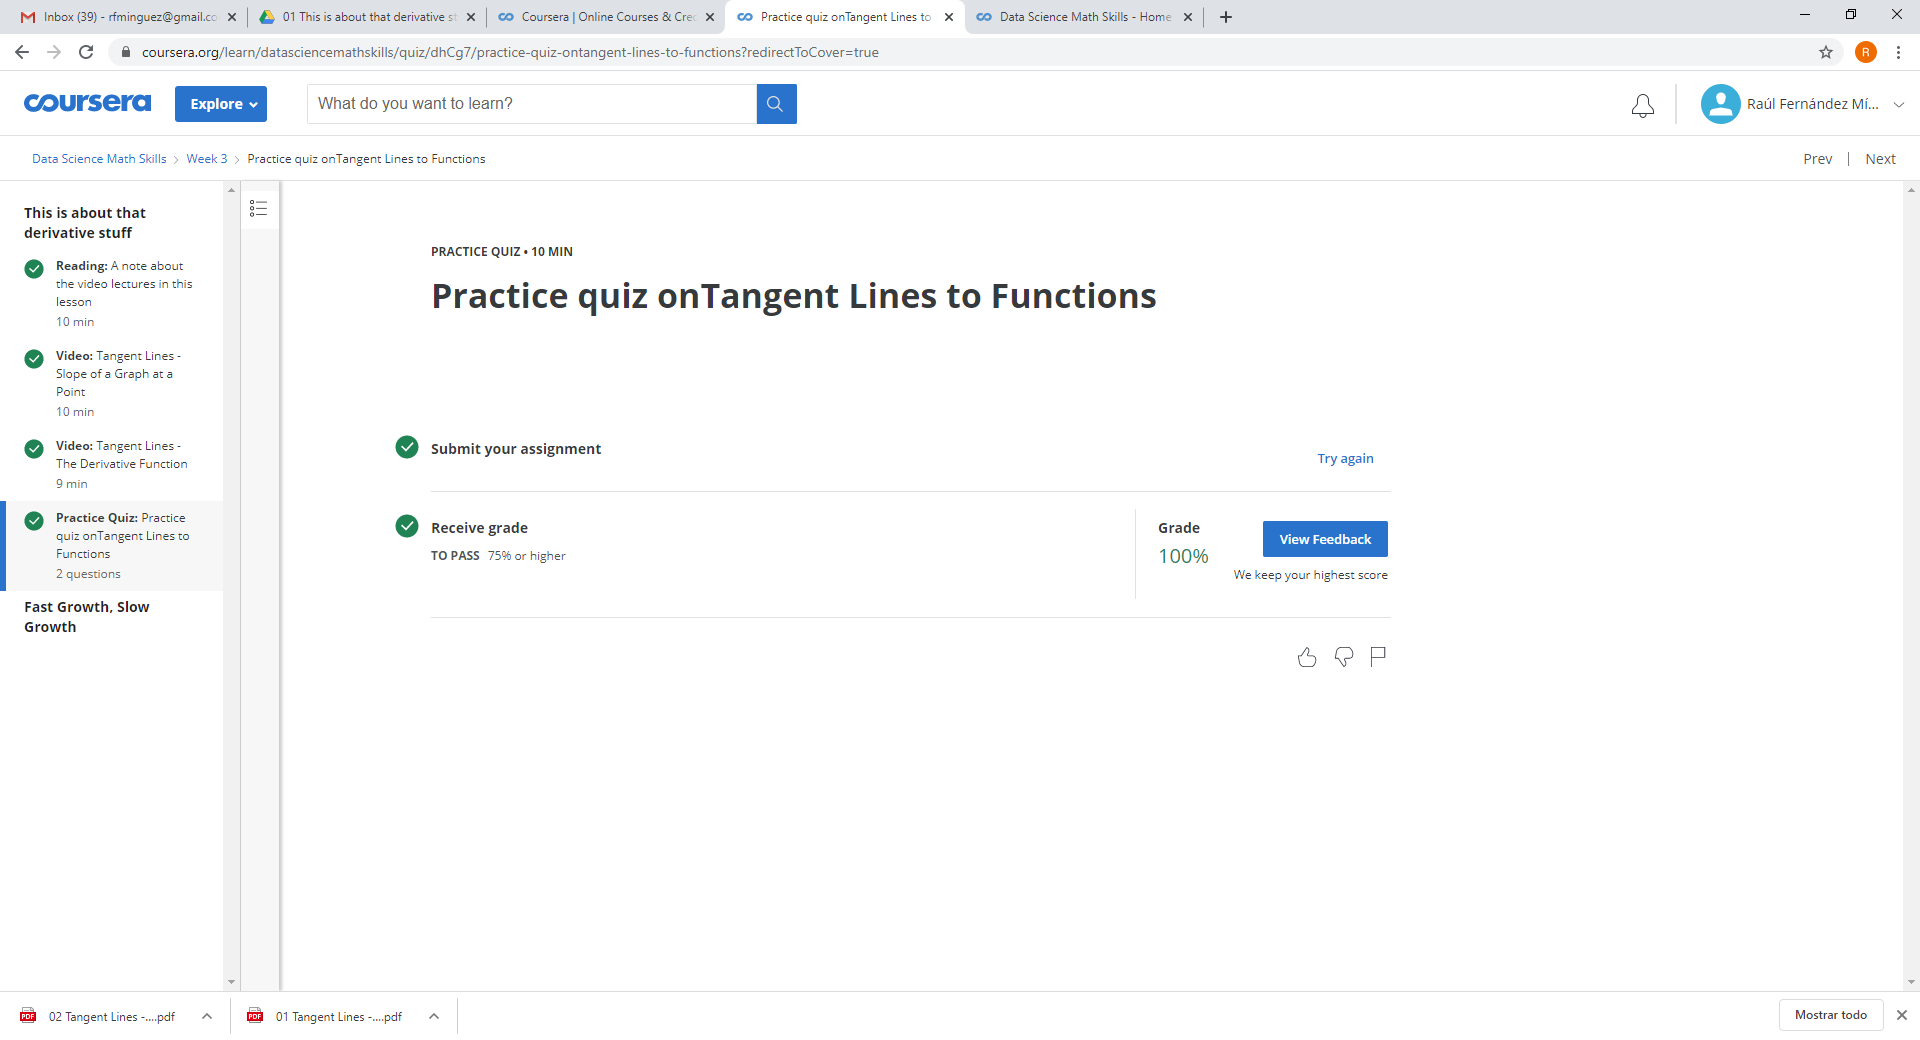 Inbox (39) - rfminguez@gmail.co
01 This is about that derivative st
Coursera | Online Courses & Cred
Practice quiz onTangent Lines to
Data Science Math Skills - Home
coursera.org/learn/datasciencemathskills/quiz/dhCg7/practice-quiz-ontangent-lines-to-functions?redirectToCover=true
R
coursera
Explore
What do you want to learn?
Raúl Fernández Mí...
Data Science Math Skills
Week 3
Practice quiz onTangent Lines to Functions
Prev
Next
This is about that
derivative stuff
Reading: A note about
the video lectures in this
lesson
10 min
Video: Tangent Lines -
Slope of a Graph at a
Point
10 min
Video: Tangent Lines -
The Derivative Function
9 min
Practice Quiz: Practice
quiz onTangent Lines to
Functions
2 questions
Fast Growth, Slow
Growth
PRACTICE QUIZ • 10 MIN
Practice quiz onTangent Lines to Functions
Submit your assignment
Try again
Receive grade
TO PASS 75% or higher
Grade
100%
View Feedback
We keep your highest score
PDF
02 Tangent Lines -....pdf
PDF
01 Tangent Lines -....pdf
Mostrar todo